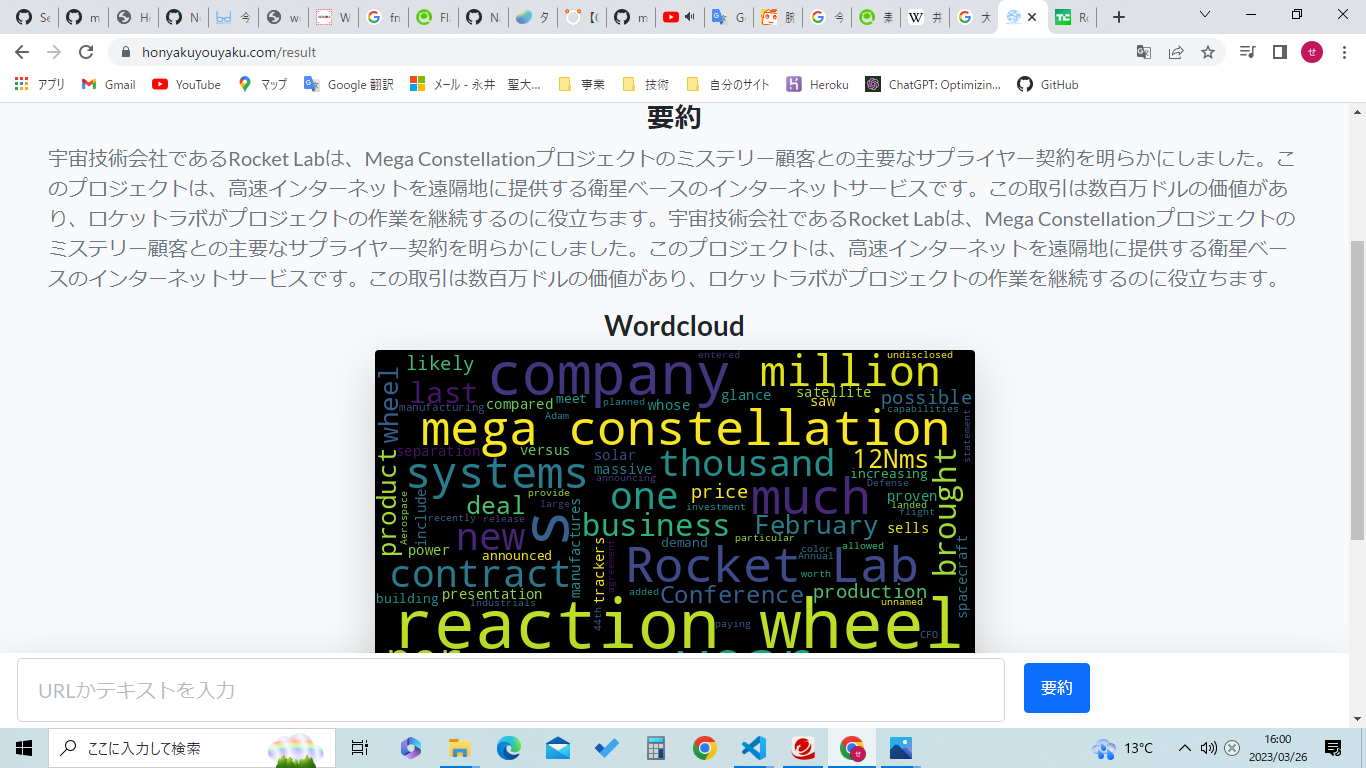 Se
m
今
W
fn
Fl
タ
【C
m
G
腕
今
素
井
大
Ro
honyakuyouyaku.com/result
せ
アプリ
Gmail
YouTube
マップ
Google 翻訳
メール - 永井 聖大...
事業
技術
自分のサイト
Heroku
ChatGPT: Optimizin...
GitHub
要約
宇宙技術会社であるRocket Labは、Mega Constellationプロジェクトのミステリー顧客との主要なサプライヤー契約を明らかにしました。こ
のプロジェクトは、高速インターネットを遠隔地に提供する衛星ベースのインターネットサービスです。この取引は数百万ドルの価値があ
り、ロケットラボがプロジェクトの作業を継続するのに役立ちます。宇宙技術会社であるRocket Labは、Mega Constellationプロジェクトの
ミステリー顧客との主要なサプライヤー契約を明らかにしました。このプロジェクトは、高速インターネットを遠隔地に提供する衛星ベー
スのインターネットサービスです。この取引は数百万ドルの価値があり、ロケットラボがプロジェクトの作業を継続するのに役立ちます。
Wordcloud
entered
undisclosed
likely
company
million
wheel
last
satellite
glance
possible
manufacturing
compared
meet
planned
whose
saw
capabilities
Adam
mega constellation
statement
separation
versus
solar
thousand
12Nms
systems
massive
increasing
announcing
Defense
product
brought
one
price
much
proven
provide
deal
large
investment
landed
Aerospace
include
recently
release
s
business
February
sells
flight
new
manufactures
particular
power
announced
demand
color
allowed
Annual
trackers
agreement
Rocket Lab
contract
worth
spacecraft
building
presentation
added
Conference
production
Industrials
unnamed
44th
paying
reaction wheel
CFO
per
year
URLかテキストを入力
要約
ここに入力して検索
せ
13°C
16:00
2023/03/26